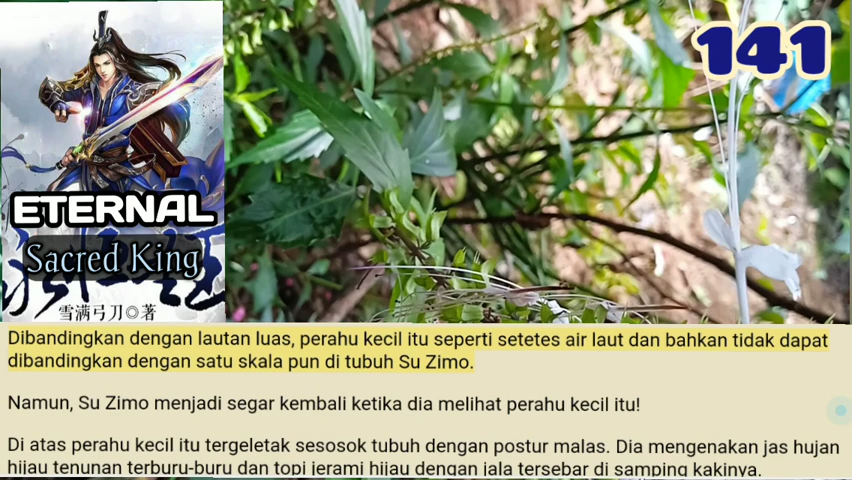 141
ETERNAL
Sacred King
雪满弓刀◎著
Dibandingkan dengan lautan luas, perahu kecil itu seperti setetes air laut dan bahkan tidak dapat
dibandingkan dengan satu skala pun di tubuh Su Zimo.
Namun, Su Zimo menjadi segar kembali ketika dia melihat perahu kecil itu!
Di atas perahu kecil itu tergeletak sesosok tubuh dengan postur malas. Dia mengenakan jas hujan
hijau tenunan terburu-buru dan topi jerami hijau dengan jala tersebar di samping kakinya.